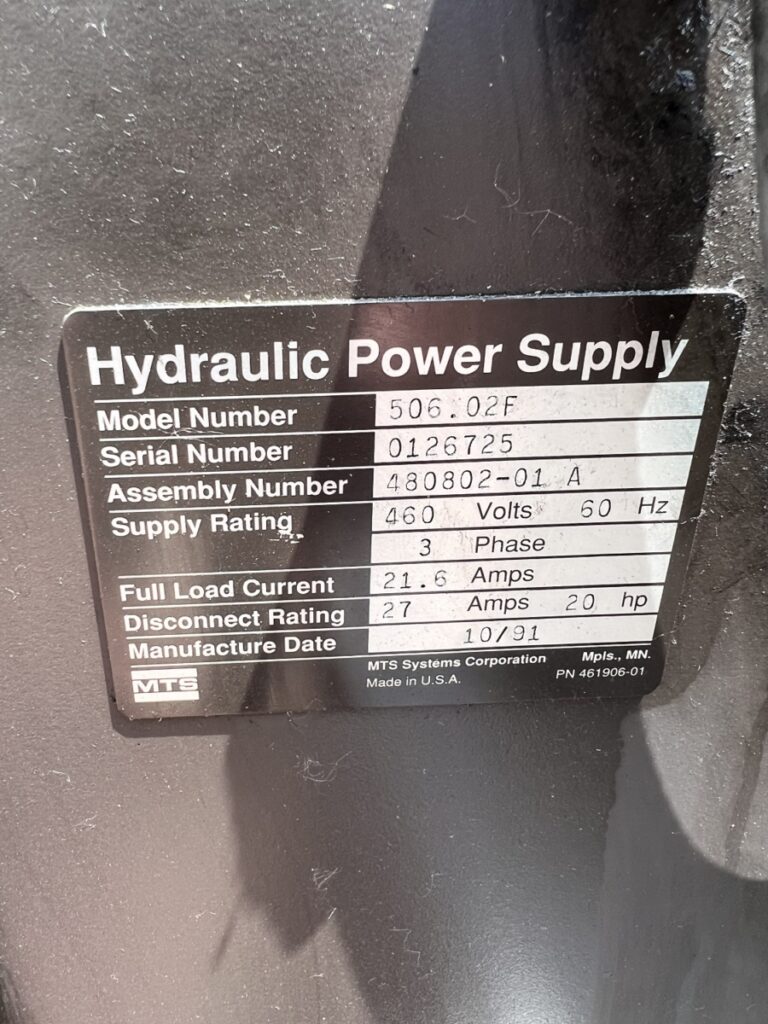 Hydraulic Power Supply
Model Number 506.02F
Serial Number 0126725
Assembly Number 480802-01 A
Supply Rating 460 Volts 60 Hz
3 Phase
Full Load Current 21.6 Amps
Disconnect Rating 27 Amps 20 hp
Manufacture Date 10/91
MTS
MTS Systems Corporation Mpls., MN.
Made in U.S.A. PN 461906-01